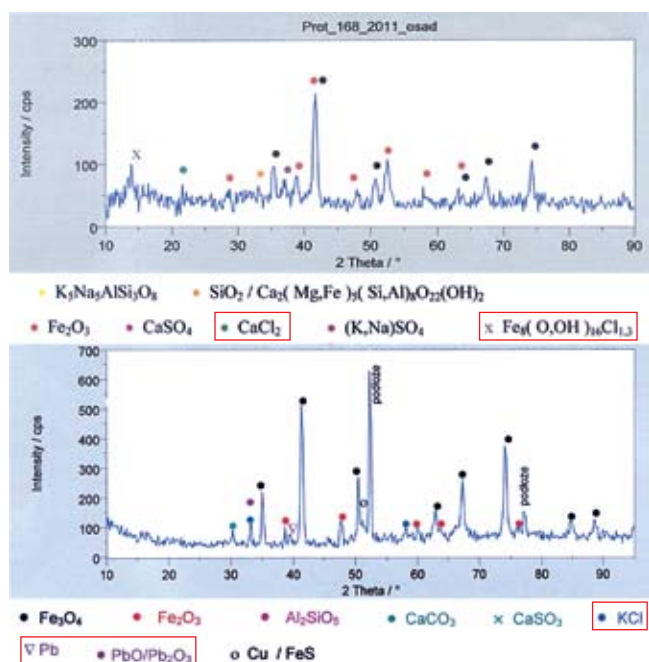 Prot_168_2011_osad
Intensity / cps
300
200
100
0
10 20 30 40 50 60 70 80 90
2 Theta / °
K₅Na₅AlSi₃O₈ SiO₂ / Ca₂( Mg,Fe )₅( Si,Al)₈O₂₂(OH)₂
Fe₂O₃ CaSO₄ CaCl₂ (K,Na)SO₄ x Fe₈( O,OH )₁₆Cl₁,₃
Intensity / cps
700
600
500
400
300
200
100
0
podłoże
podłoże
10 20 30 40 50 60 70 80 90
2 Theta / °
Fe₃O₄ Fe₂O₃ Al₂SiO₅ CaCO₃ × CaSO₃ KCl
∇ Pb PbO/Pb₂O₃ o Cu / FeS